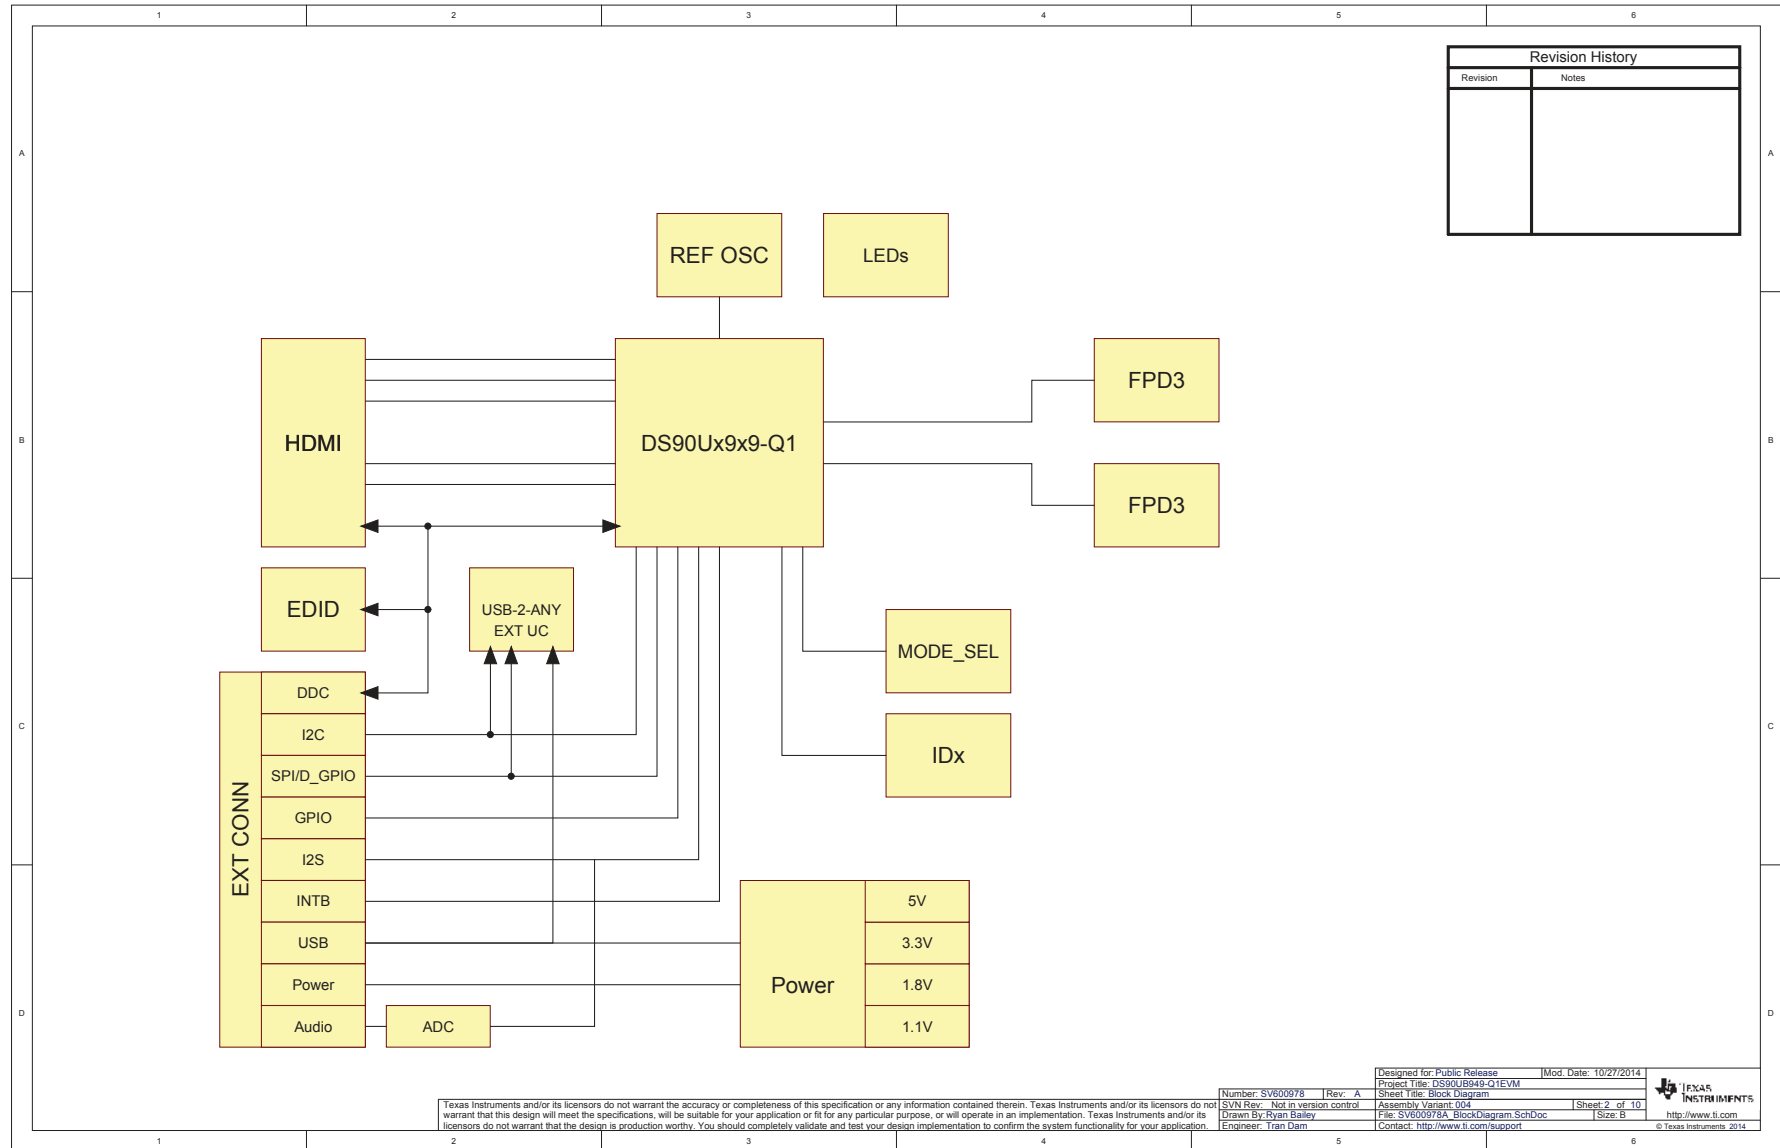 1 2 3 4 5 6
Revision History
Revision Notes
A A
REF OSC LEDs
HDMI
DS90Ux9x9-Q1
FPD3
B B
FPD3
EDID
USB-2-ANY
EXT UC
MODE_SEL
DDC
C C
I2C
IDx
SPI/D_GPIO
EXT CONN
GPIO
I2S
INTB
5V
USB
3.3V
Power
Power
1.8V
D D
Audio
ADC
1.1V
Texas Instruments and/or its licensors do not warrant the accuracy or completeness of this specification or any information contained therein. Texas Instruments and/or its licensors do not
warrant that this design will meet the specifications, will be suitable for your application or fit for any particular purpose, or will operate in an implementation. Texas Instruments and/or its
licensors do not warrant that the design is production worthy. You should completely validate and test your design implementation to confirm the system functionality for your application.
Number: SV600978 Rev: A
SVN Rev: Not in version control
Drawn By: Ryan Bailey
Engineer: Tran Dam
Designed for: Public Release Mod. Date: 10/27/2014
Project Title: DS90UB949-Q1EVM
Sheet Title: Block Diagram
Assembly Variant: 004 Sheet: 2 of 10
File: SV600978A_BlockDiagram.SchDoc Size: B
Contact: http://www.ti.com/support
TEXAS
INSTRUMENTS
http://www.ti.com
© Texas Instruments 2014
1 2 3 4 5 6